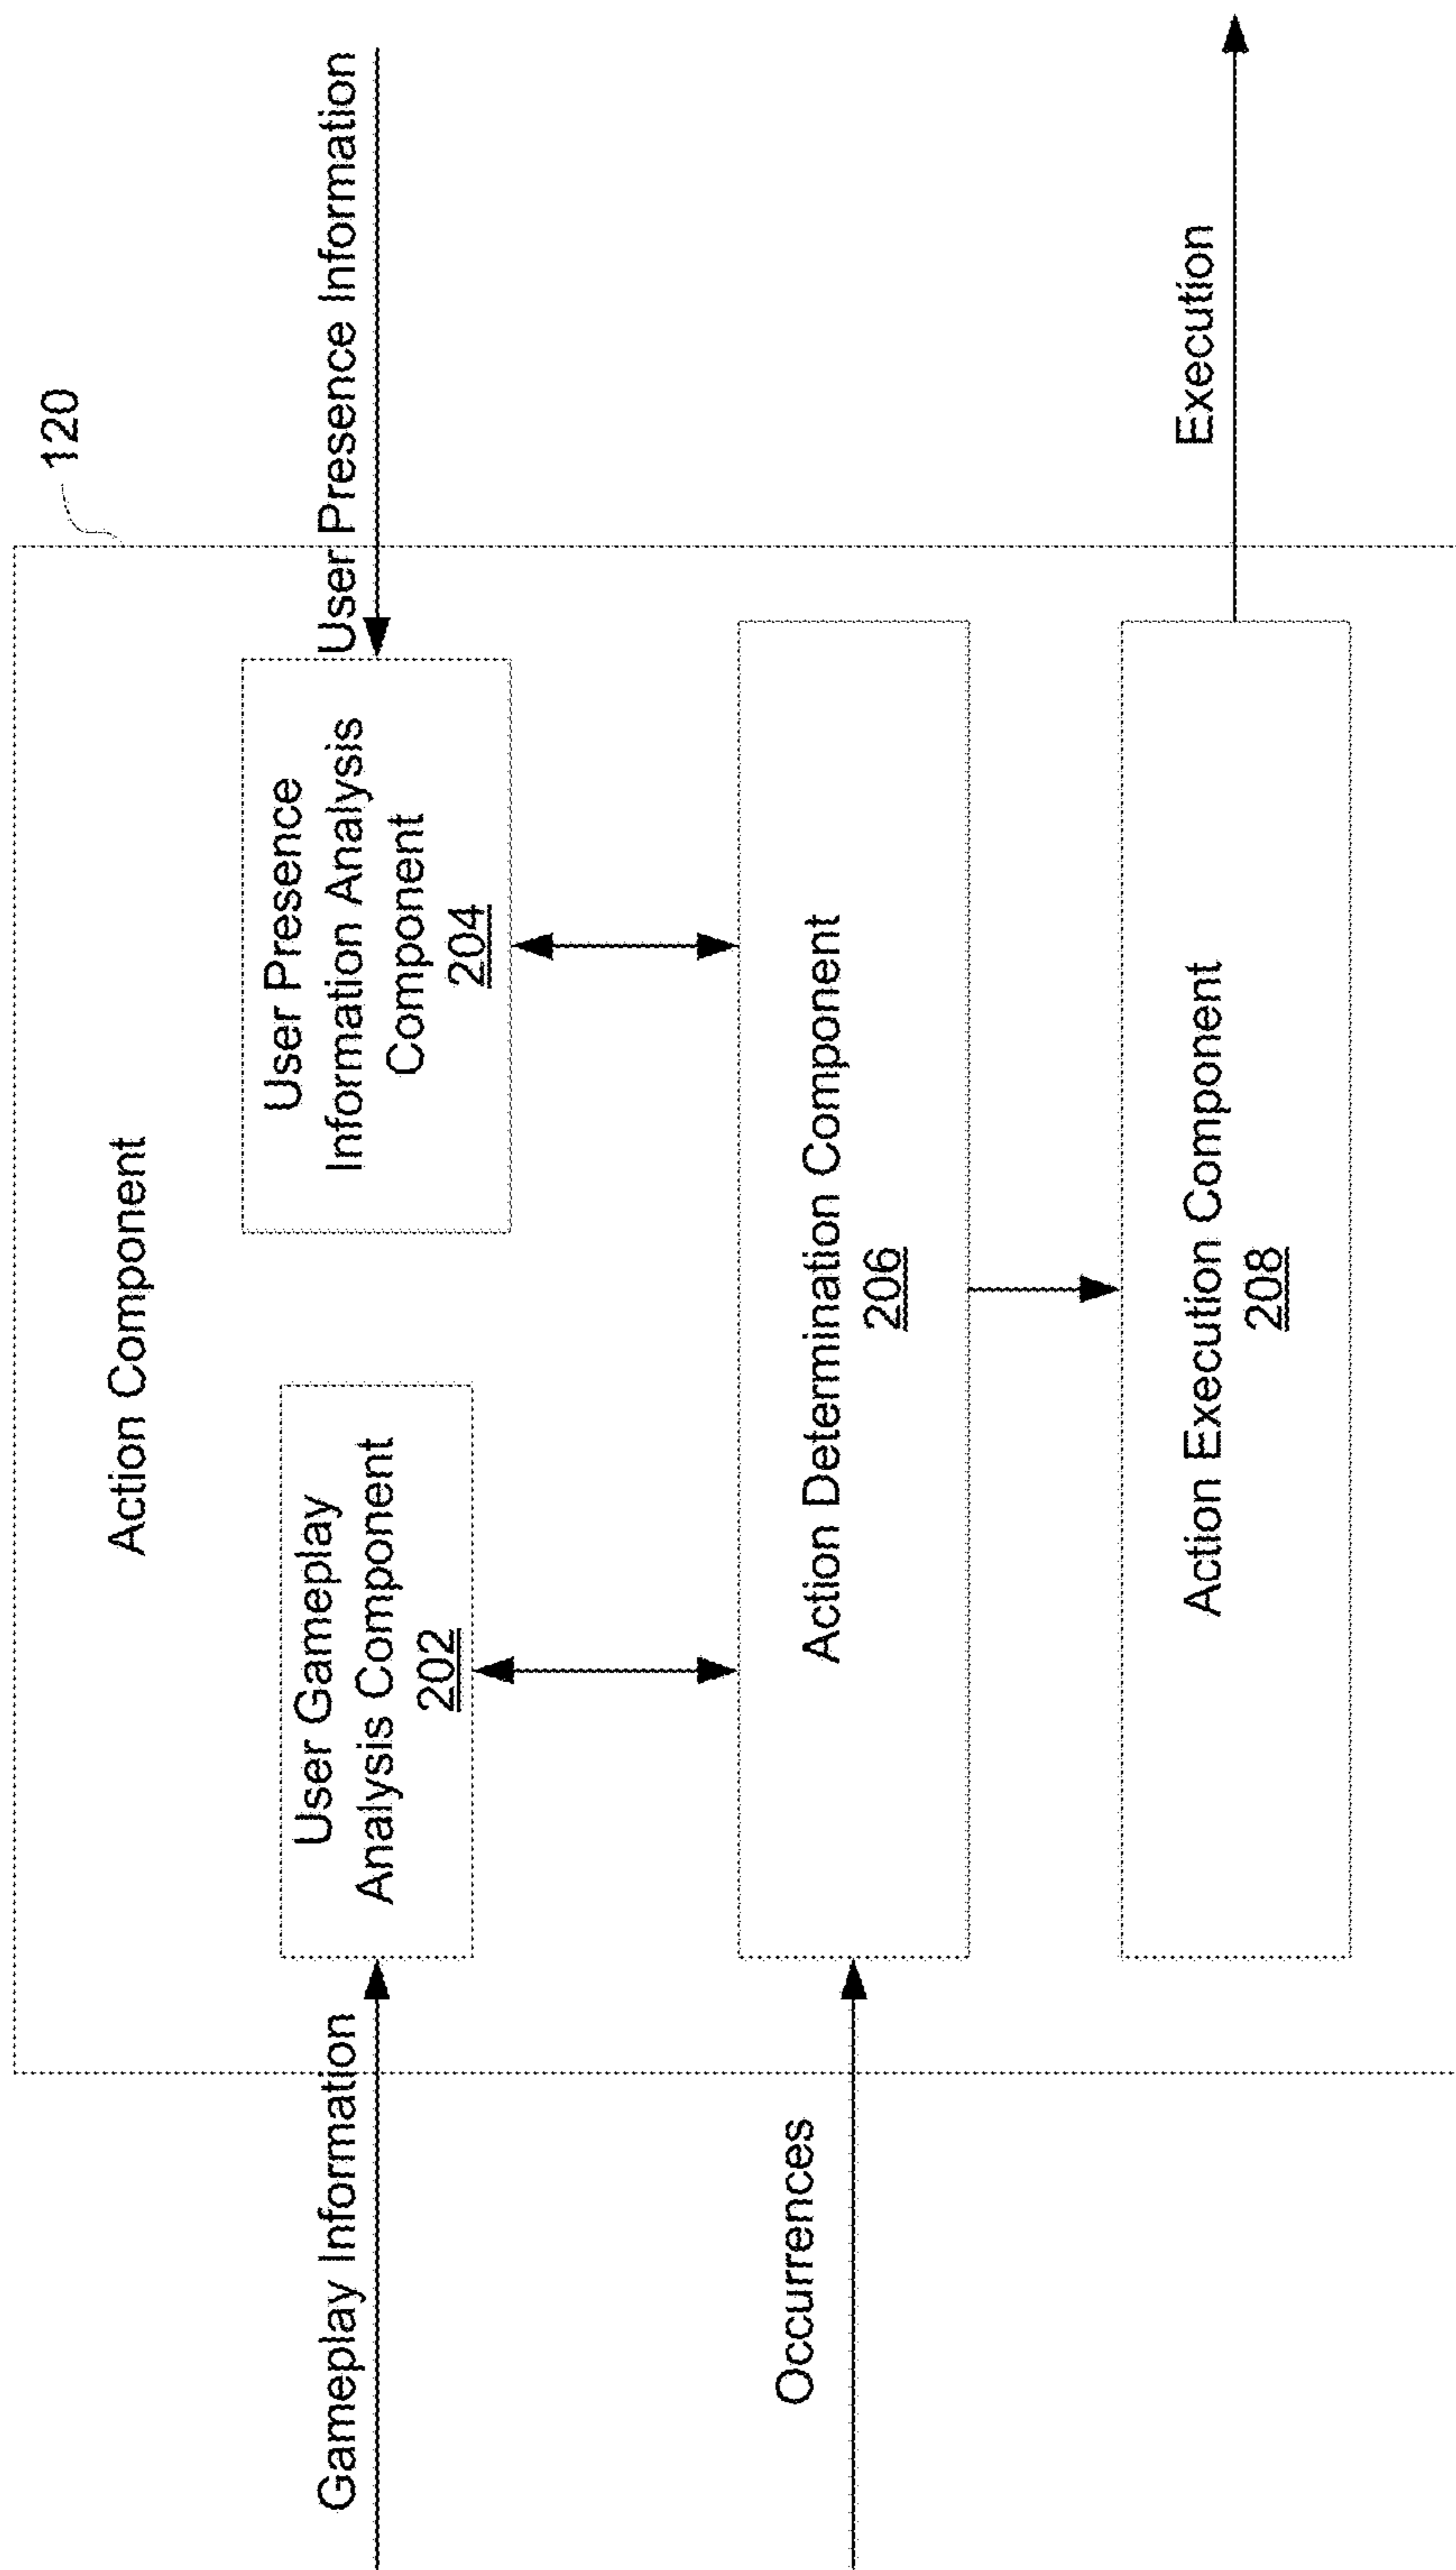 120
Action Component
Gameplay Information
User Gameplay
Analysis Component
202
User Presence
Information Analysis
Component
204
User Presence Information
Occurrences
Action Determination Component
206
Action Execution Component
208
Execution